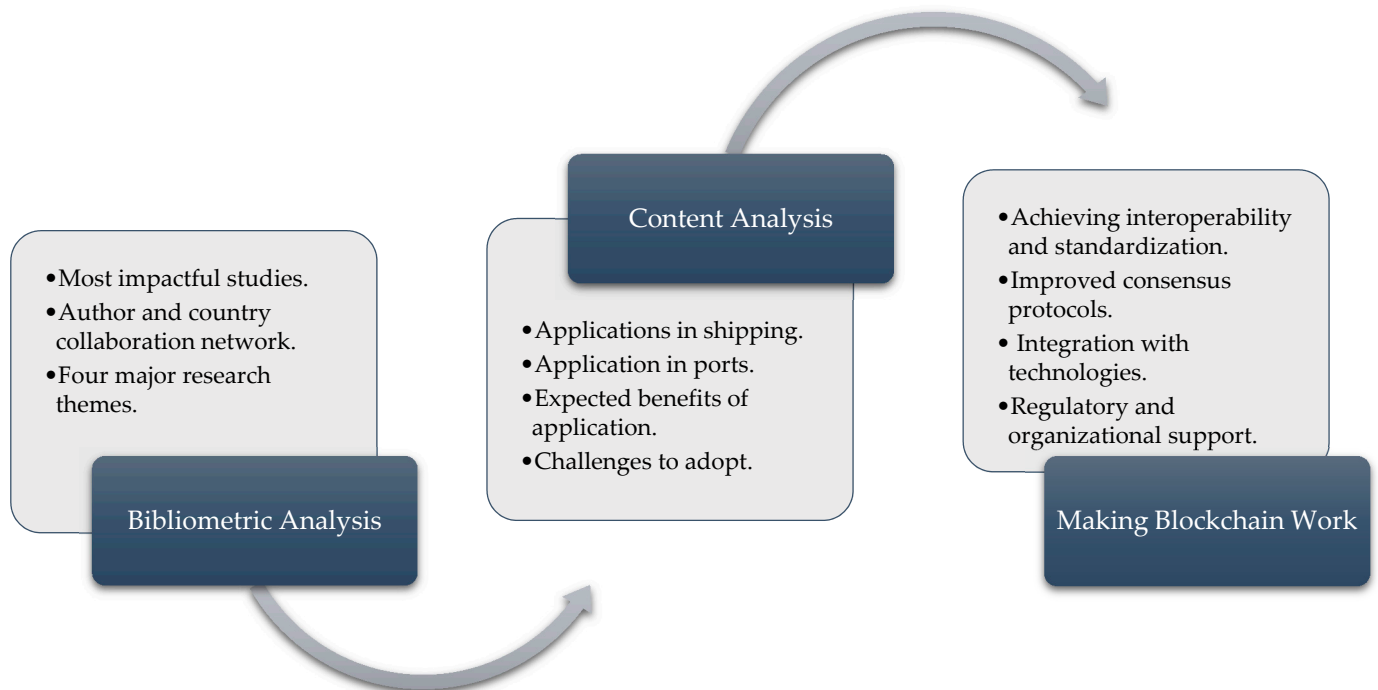 •Most impactful studies.
•Author and country
collaboration network.
•Four major research
themes.
Bibliometric Analysis
Content Analysis
•Applications in shipping.
•Application in ports.
•Expected benefits of
application.
•Challenges to adopt.
•Achieving interoperability
and standardization.
•Improved consensus
protocols.
• Integration with
technologies.
•Regulatory and
organizational support.
Making Blockchain Work